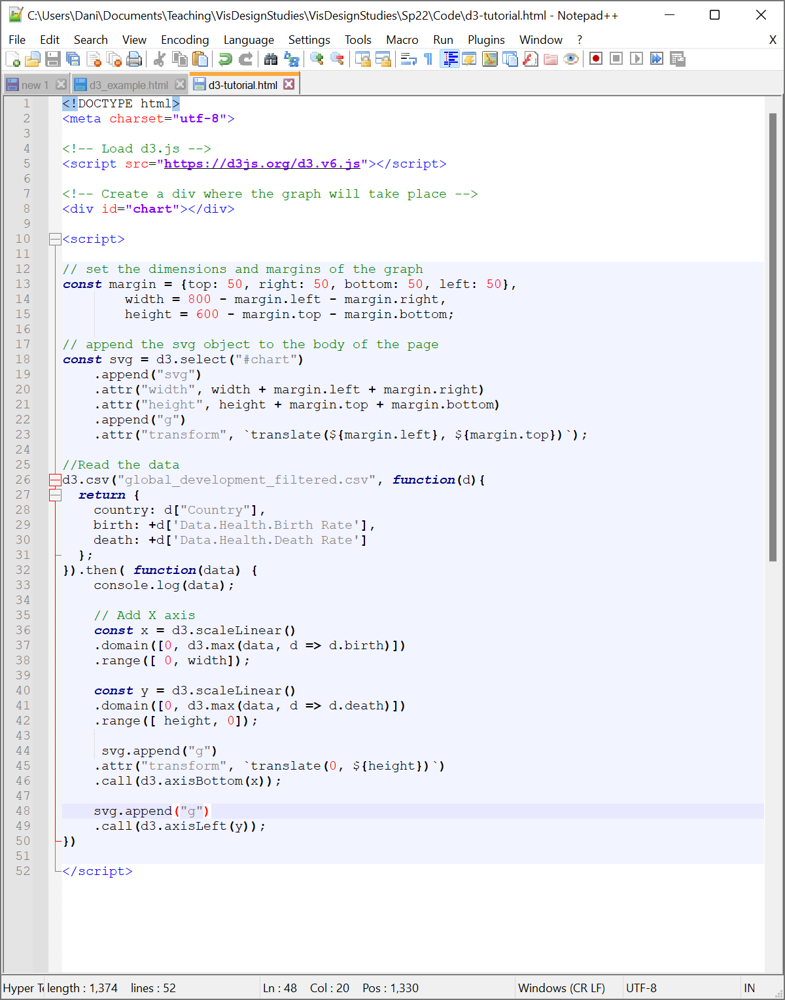 C:\Users\Dani\Documents\Teaching\VisDesignStudies\VisDesignStudies\Sp22\Code\d3-tutorial.html - Notepad++
File Edit Search View Encoding Language Settings Tools Macro Run Plugins Window ? X
new 1 d3_example.html d3-tutorial.html
1 <!DOCTYPE html>
2 <meta charset="utf-8">
3
4 <!-- Load d3.js -->
5 <script src="https://d3js.org/d3.v6.js"></script>
6
7 <!-- Create a div where the graph will take place -->
8 <div id="chart"></div>
9
10 <script>
11
12 // set the dimensions and margins of the graph
13 const margin = {top: 50, right: 50, bottom: 50, left: 50},
14         width = 800 - margin.left - margin.right,
15         height = 600 - margin.top - margin.bottom;
16
17 // append the svg object to the body of the page
18 const svg = d3.select("#chart")
19     .append("svg")
20     .attr("width", width + margin.left + margin.right)
21     .attr("height", height + margin.top + margin.bottom)
22     .append("g")
23     .attr("transform", `translate(${margin.left}, ${margin.top})`);
24
25 //Read the data
26 d3.csv("global_development_filtered.csv", function(d){
27   return {
28     country: d["Country"],
29     birth: +d['Data.Health.Birth Rate'],
30     death: +d['Data.Health.Death Rate']
31   };
32 }).then( function(data) {
33     console.log(data);
34
35     // Add X axis
36     const x = d3.scaleLinear()
37     .domain([0, d3.max(data, d => d.birth)])
38     .range([ 0, width]);
39
40     const y = d3.scaleLinear()
41     .domain([0, d3.max(data, d => d.death)])
42     .range([ height, 0]);
43
44      svg.append("g")
45     .attr("transform", `translate(0, ${height})`)
46     .call(d3.axisBottom(x));
47
48     svg.append("g")
49     .call(d3.axisLeft(y));
50 })
51
52 </script>
Hyper Te length : 1,374 lines : 52 Ln : 48 Col : 20 Pos : 1,330 Windows (CR LF) UTF-8 IN